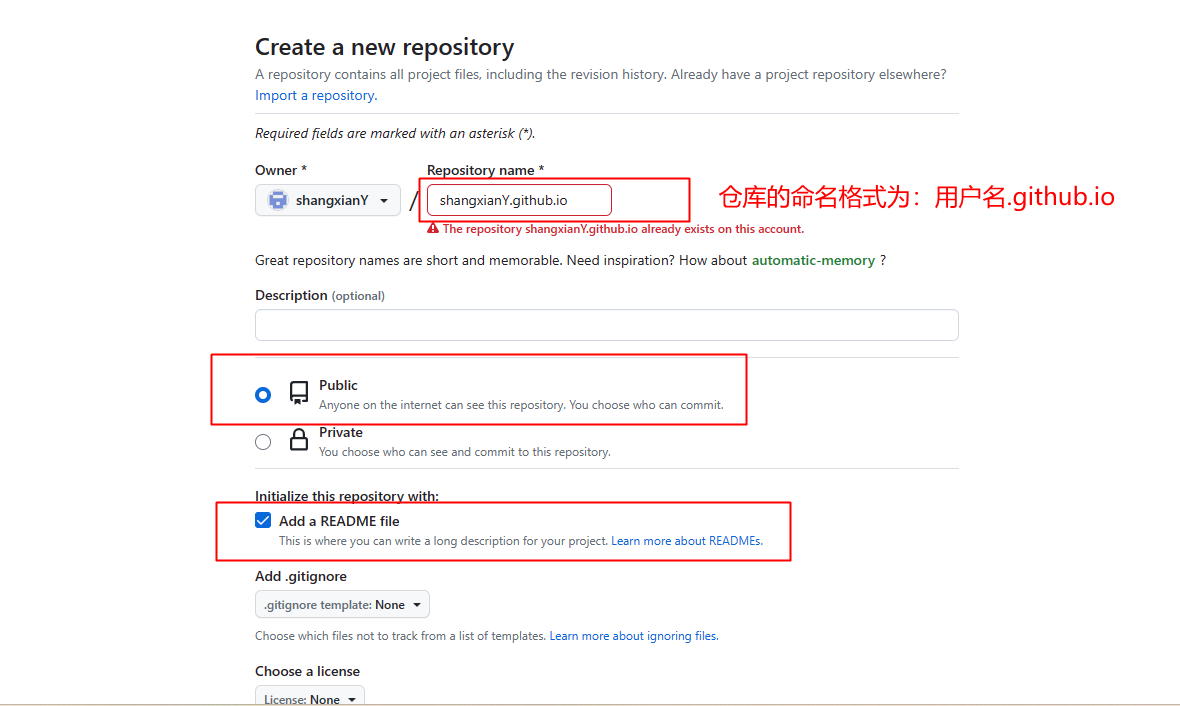 Create a new repository
A repository contains all project files, including the revision history. Already have a project repository elsewhere?
Import a repository.
Required fields are marked with an asterisk (*).
Owner *
Repository name *
shangxianY
/
shangxianY.github.io
仓库的命名格式为：用户名.github.io
The repository shangxianY.github.io already exists on this account.
Great repository names are short and memorable. Need inspiration? How about automatic-memory ?
Description (optional)
Public
Anyone on the internet can see this repository. You choose who can commit.
Private
You choose who can see and commit to this repository.
Initialize this repository with:
Add a README file
This is where you can write a long description for your project. Learn more about READMEs.
Add .gitignore
.gitignore template: None
Choose which files not to track from a list of templates. Learn more about ignoring files.
Choose a license
License: None